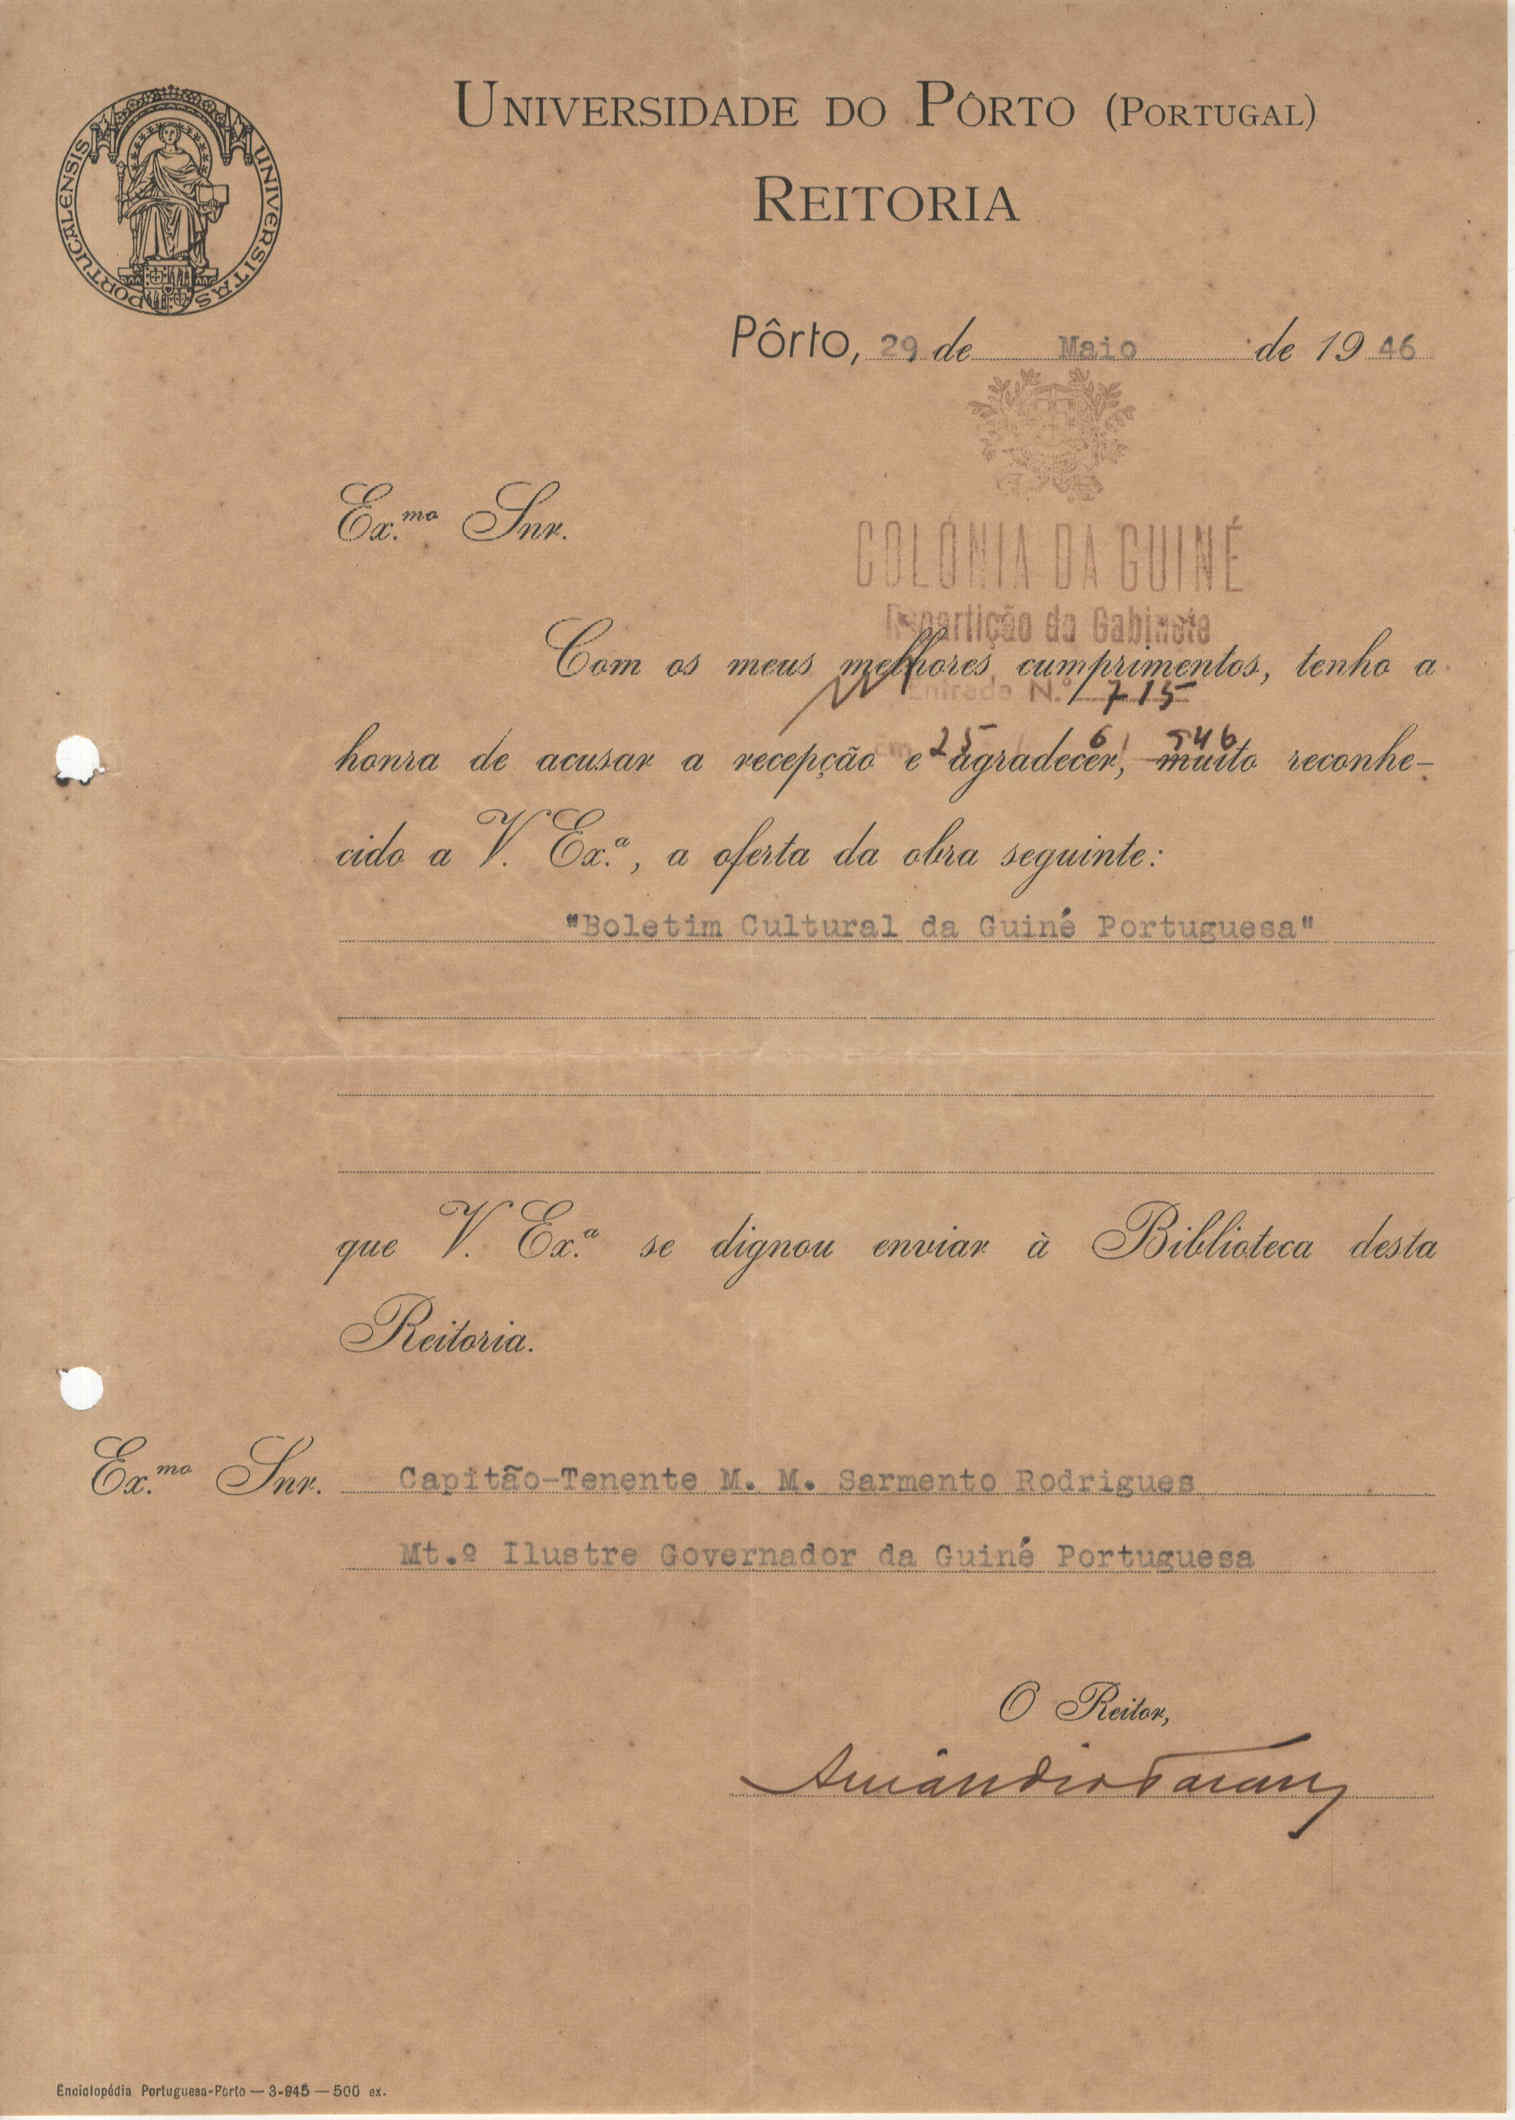 UNIVERSIDADE DO PÔRTO (PORTUGAL)
REITORIA
UNIVERSITAS PORTUCALENSIS
Pôrto, 29 de Maio de 1946
Ex.mo Snr.
COLÓNIA DA GUINÉ
Repartição do Gabinete
Entrada N.º 715
Em 25 / 6 / 946
Com os meus melhores cumprimentos, tenho a
honra de acusar a recepção e agradecer, muito reconhe-
cido a V. Ex.ª, a oferta da obra seguinte:
"Boletim Cultural da Guiné Portuguesa"
que V. Ex.ª se dignou enviar à Biblioteca desta
Reitoria.
Ex.mo Snr. Capitão-Tenente M. M. Sarmento Rodrigues
Mt.º Ilustre Governador da Guiné Portuguesa
O Reitor,
Amândio Tavares
Enciclopédia Portuguesa-Pôrto — 3-945 — 500 ex.